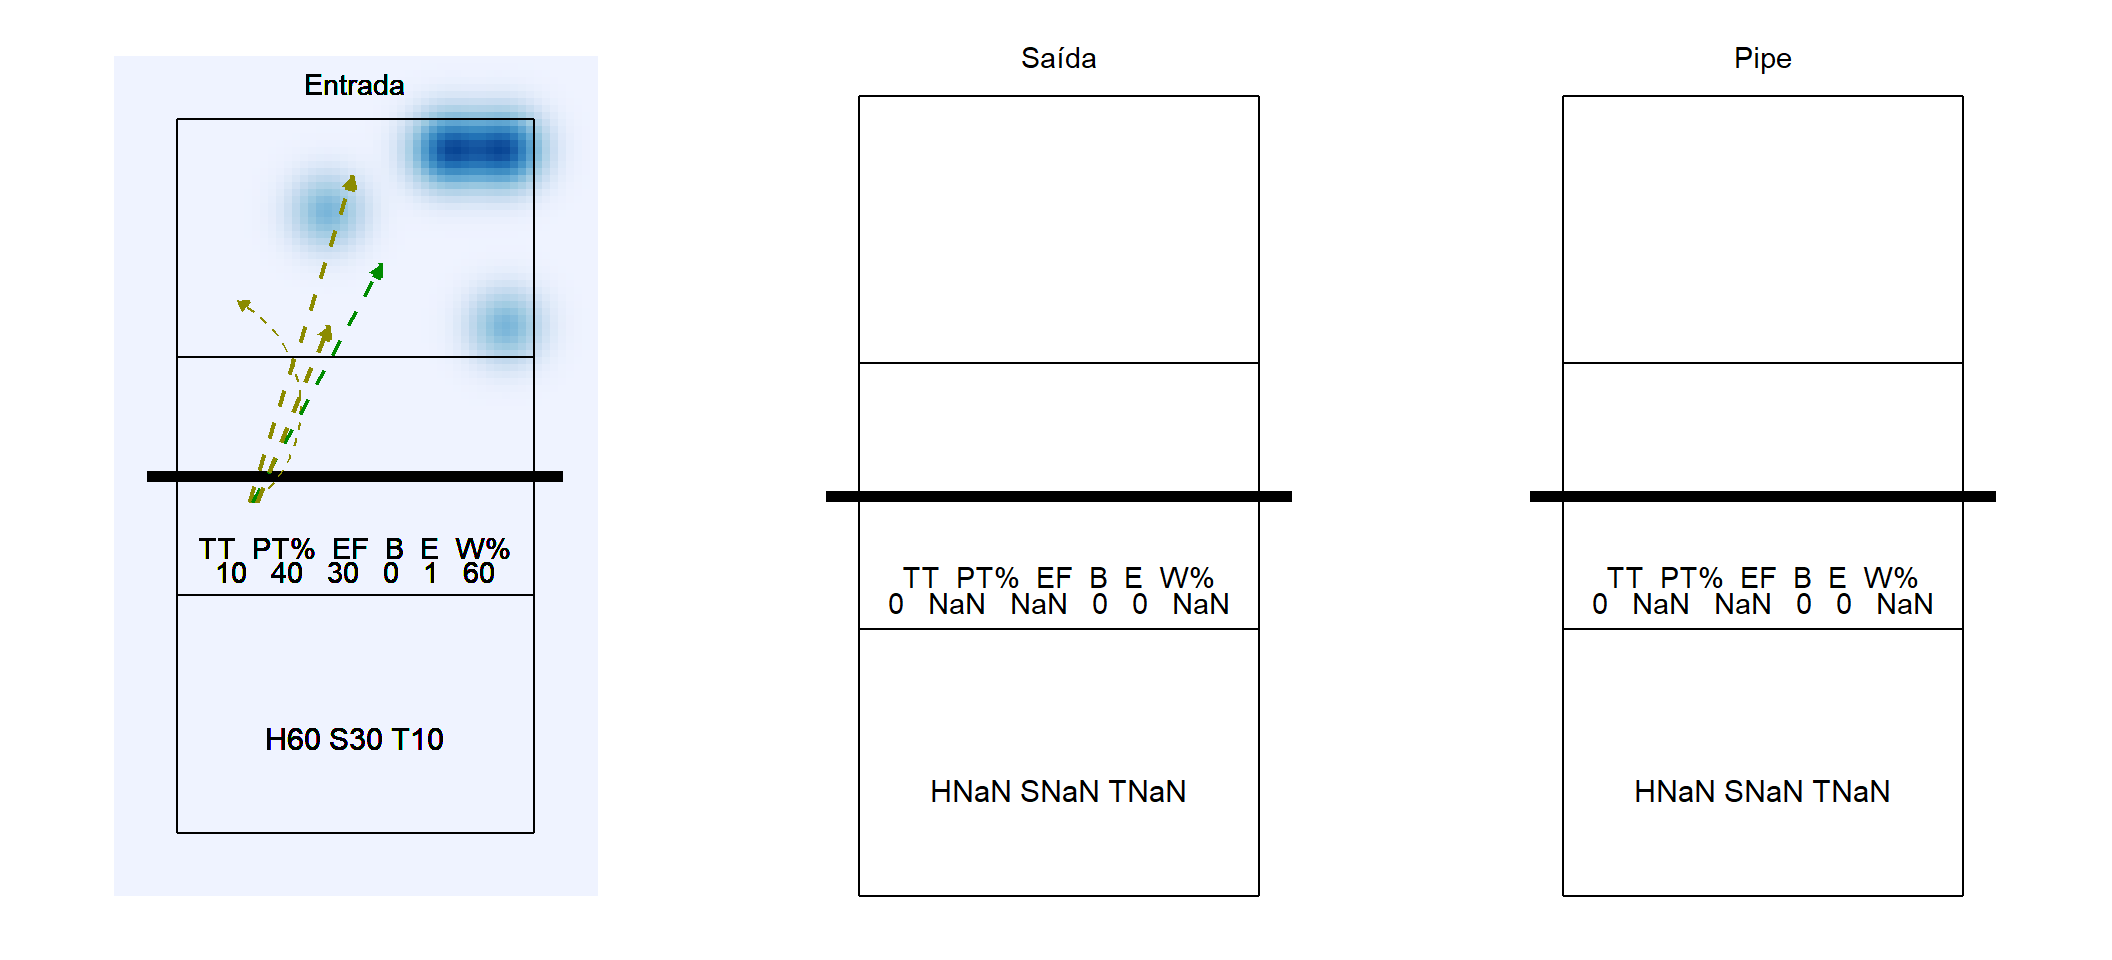 Entrada
TT PT% EF B E W%
10 40 30 0 1 60
H60 S30 T10
Saída
TT PT% EF B E W%
0 NaN NaN 0 0 NaN
HNaN SNaN TNaN
Pipe
TT PT% EF B E W%
0 NaN NaN 0 0 NaN
HNaN SNaN TNaN